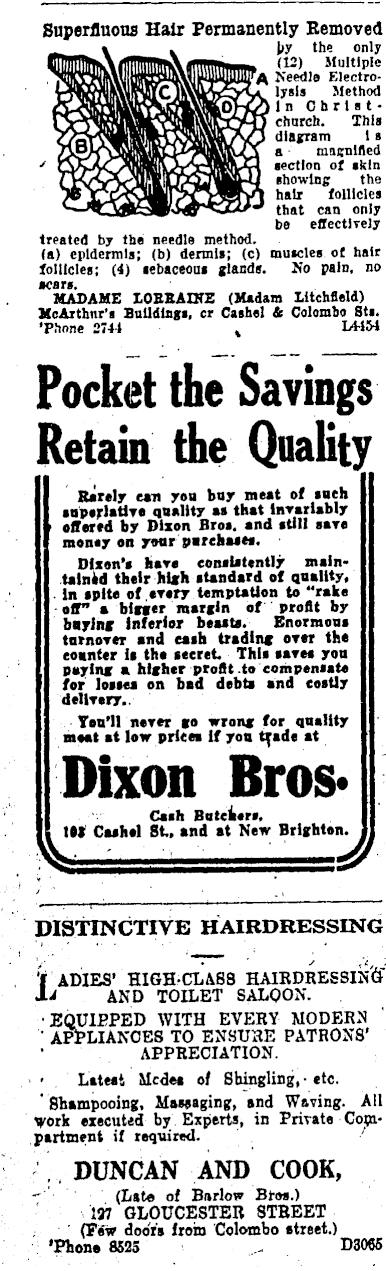 Superfluous Hair Permanently Removed
by the only
(12) Multiple
Needle Electro-
lysis Method
in Christ-
church. This
diagram is
a magnified
section of skin
showing the
hair follicles
that can only
be effectively
A
B
C
D
treated by the needle method.
(a) epidermis; (b) dermis; (c) muscles of hair
follicles; (4) sebaceous glands. No pain, no
scars.
MADAME LORRAINE (Madam Litchfield)
McArthur's Buildings, cr Cashel & Colombo Sts.
'Phone 2744 L4454
Pocket the Savings
Retain the Quality
Rarely can you buy meat of such
superlative quality as that invariably
offered by Dixon Bros. and still save
money on your purchases.
Dixon's have consistently main-
tained their high standard of quality,
in spite of every temptation to "rake
off" a bigger margin of profit by
buying inferior beasts. Enormous
turnover and cash trading over the
counter is the secret. This saves you
paying a higher profit to compensate
for losses on bad debts and costly
delivery.
You'll never go wrong for quality
meat at low prices if you trade at
Dixon Bros.
Cash Butchers,
Cashel St., and at New Brighton.
DISTINCTIVE HAIRDRESSING
LADIES' HIGH-CLASS HAIRDRESSING
AND TOILET SALOON.
EQUIPPED WITH EVERY MODERN
APPLIANCES TO ENSURE PATRONS'
APPRECIATION.
Latest Modes of Shingling, etc.
Shampooing, Massaging, and Waving. All
work executed by Experts, in Private Com-
partment if required.
DUNCAN AND COOK,
(Late of Barlow Bros.)
197 GLOUCESTER STREET
(Few doors from Colombo street.)
'Phone 8525 D3065